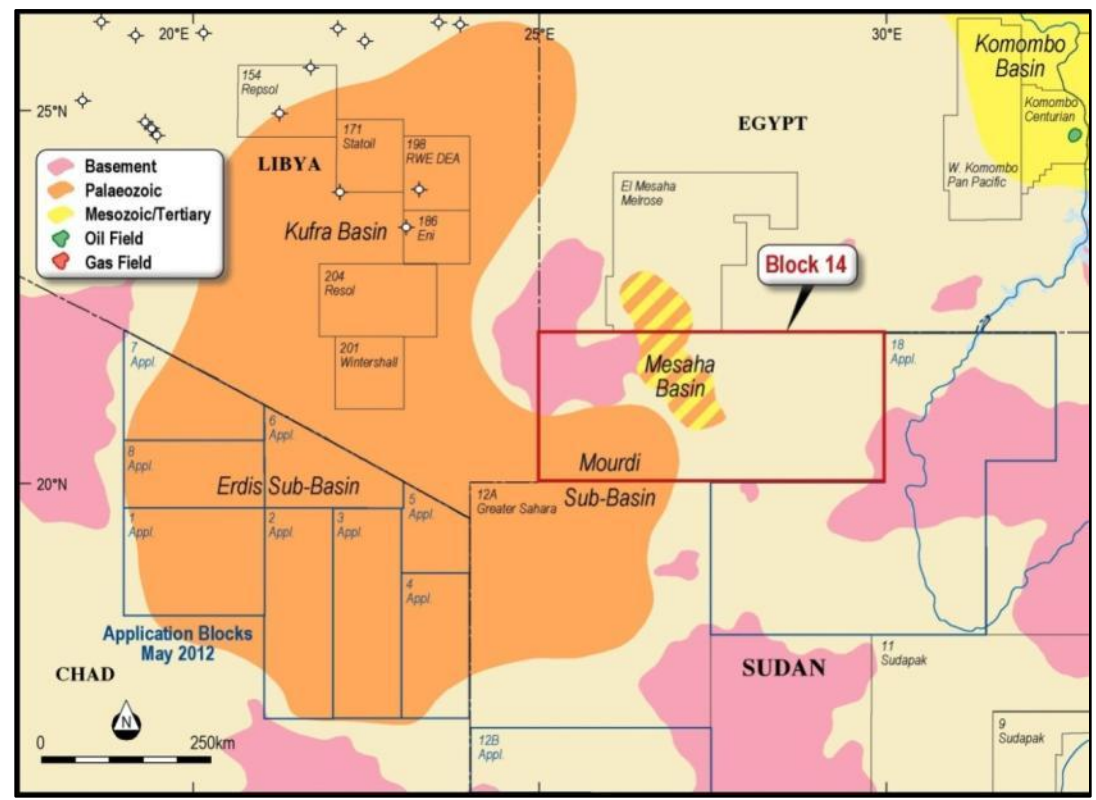 20°E
25°E
30°E
25°N
20°N
Komombo
Basin
Komombo
Centurian
W. Komombo
Pan Pacific
EGYPT
154
Repsol
171
Statoil
198
RWE DEA
LIBYA
Kufra Basin
186
Eni
204
Resol
201
Wintershall
El Mesaha
Melrose
Basement
Palaeozoic
Mesozoic/Tertiary
Oil Field
Gas Field
Block 14
Mesaha
Basin
18
Appl.
7
Appl.
6
Appl.
8
Appl.
Erdis Sub-Basin
Mourdi
Sub-Basin
12A
Greater Sahara
5
Appl.
1
Appl.
2
Appl.
3
Appl.
4
Appl.
Application Blocks
May 2012
CHAD
SUDAN
11
Sudapak
9
Sudapak
12B
Appl.
N
0
250km